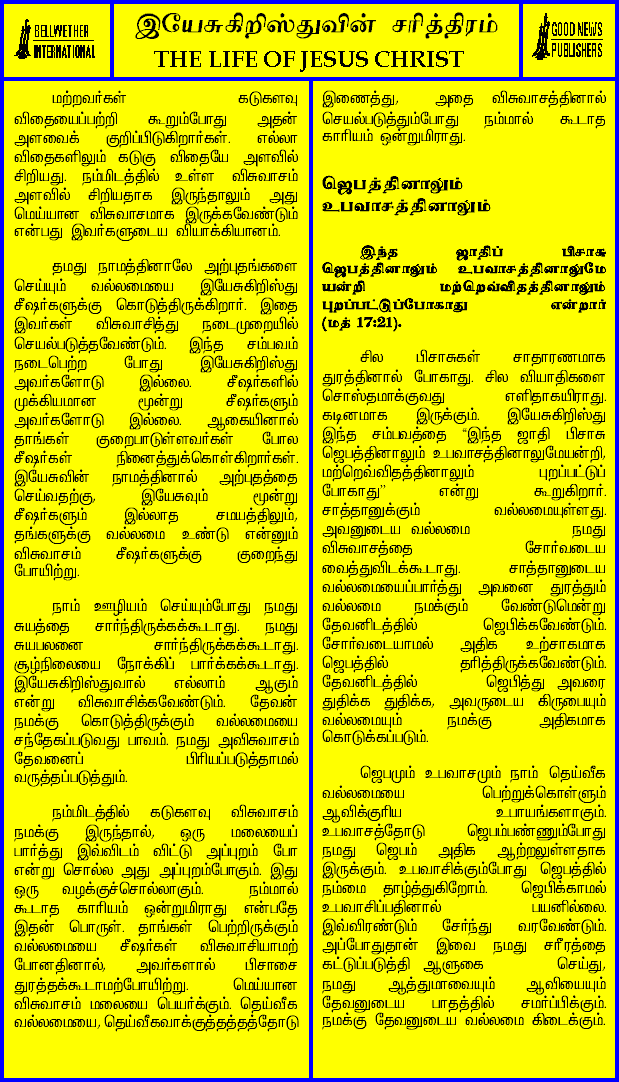 BELLWETHER
INTERNATIONAL
இயேசுகிறிஸ்துவின் சரித்திரம்
THE LIFE OF JESUS CHRIST
GOOD NEWS
PUBLISHERS
மற்றவர்கள் கடுகளவு
விதையைப்பற்றி கூறும்போது அதன்
அளவைக் குறிப்பிடுகிறார்கள். எல்லா
விதைகளிலும் கடுகு விதையே அளவில்
சிறியது. நம்மிடத்தில் உள்ள விசுவாசம்
அளவில் சிறியதாக இருந்தாலும் அது
மெய்யான விசுவாசமாக இருக்கவேண்டும்
என்பது இவர்களுடைய வியாக்கியானம்.
தமது நாமத்தினாலே அற்புதங்களை
செய்யும் வல்லமையை இயேசுகிறிஸ்து
சீஷர்களுக்கு கொடுத்திருக்கிறார். இதை
இவர்கள் விசுவாசித்து நடைமுறையில்
செயல்படுத்தவேண்டும். இந்த சம்பவம்
நடைபெற்ற போது இயேசுகிறிஸ்து
அவர்களோடு இல்லை. சீஷர்களில்
முக்கியமான மூன்று சீஷர்களும்
அவர்களோடு இல்லை. ஆகையினால்
தாங்கள் குறைபாடுள்ளவர்கள் போல
சீஷர்கள் நினைத்துக்கொள்கிறார்கள்.
இயேசுவின் நாமத்தினால் அற்புதத்தை
செய்வதற்கு, இயேசுவும் மூன்று
சீஷர்களும் இல்லாத சமயத்திலும்,
தங்களுக்கு வல்லமை உண்டு என்னும்
விசுவாசம் சீஷர்களுக்கு குறைந்து
போயிற்று.
நாம் ஊழியம் செய்யும்போது நமது
சுயத்தை சார்ந்திருக்கக்கூடாது. நமது
சுயபலனை சார்ந்திருக்கக்கூடாது.
சூழ்நிலையை நோக்கிப் பார்க்கக்கூடாது.
இயேசுகிறிஸ்துவால் எல்லாம் ஆகும்
என்று விசுவாசிக்கவேண்டும். தேவன்
நமக்கு கொடுத்திருக்கும் வல்லமையை
சந்தேகப்படுவது பாவம். நமது அவிசுவாசம்
தேவனைப் பிரியப்படுத்தாமல்
வருத்தப்படுத்தும்.
நம்மிடத்தில் கடுகளவு விசுவாசம்
நமக்கு இருந்தால், ஒரு மலையைப்
பார்த்து இவ்விடம் விட்டு அப்புறம் போ
என்று சொல்ல அது அப்புறம்போகும். இது
ஒரு வழக்குச்சொல்லாகும். நம்மால்
கூடாத காரியம் ஒன்றுமிராது என்பதே
இதன் பொருள். தாங்கள் பெற்றிருக்கும்
வல்லமையை சீஷர்கள் விசுவாசியாமற்
போனதினால், அவர்களால் பிசாசை
துரத்தக்கூடாமற்போயிற்று. மெய்யான
விசுவாசம் மலையை பெயர்க்கும். தெய்வீக
வல்லமையை, தெய்வீகவாக்குத்தத்தத்தோடு
இணைத்து, அதை விசுவாசத்தினால்
செயல்படுத்தும்போது நம்மால் கூடாத
காரியம் ஒன்றுமிராது.
ஜெபத்தினாலும்
உபவாசத்தினாலும்
இந்த ஜாதிப் பிசாசு
ஜெபத்தினாலும் உபவாசத்தினாலுமே
யன்றி மற்றெவ்விதத்தினாலும்
புறப்பட்டுப்போகாது என்றார்
(மத் 17:21).
சில பிசாசுகள் சாதாரணமாக
துரத்தினால் போகாது. சில வியாதிகளை
சொஸ்தமாக்குவது எளிதாகயிராது.
கடினமாக இருக்கும். இயேசுகிறிஸ்து
இந்த சம்பவத்தை “இந்த ஜாதி பிசாசு
ஜெபத்தினாலும் உபவாசத்தினாலுமேயன்றி,
மற்றெவ்விதத்தினாலும் புறப்பட்டுப்
போகாது” என்று கூறுகிறார்.
சாத்தானுக்கும் வல்லமையுள்ளது.
அவனுடைய வல்லமை நமது
விசுவாசத்தை சோர்வடைய
வைத்துவிடக்கூடாது. சாத்தானுடைய
வல்லமையைப்பார்த்து அவனை துரத்தும்
வல்லமை நமக்கும் வேண்டுமென்று
தேவனிடத்தில் ஜெபிக்கவேண்டும்.
சோர்வடையாமல் அதிக உற்சாகமாக
ஜெபத்தில் தரித்திருக்கவேண்டும்.
தேவனிடத்தில் ஜெபித்து அவரை
துதிக்க துதிக்க, அவருடைய கிருபையும்
வல்லமையும் நமக்கு அதிகமாக
கொடுக்கப்படும்.
ஜெபமும் உபவாசமும் நாம் தெய்வீக
வல்லமையை பெற்றுக்கொள்ளும்
ஆவிக்குரிய உபாயங்களாகும்.
உபவாசத்தோடு ஜெபம்பண்ணும்போது
நமது ஜெபம் அதிக ஆற்றலுள்ளதாக
இருக்கும். உபவாசிக்கும்போது ஜெபத்தில்
நம்மை தாழ்த்துகிறோம். ஜெபிக்காமல்
உபவாசிப்பதினால் பயனில்லை.
இவ்விரண்டும் சேர்ந்து வரவேண்டும்.
அப்போதுதான் இவை நமது சரீரத்தை
கட்டுப்படுத்தி ஆளுகை செய்து,
நமது ஆத்துமாவையும் ஆவியையும்
தேவனுடைய பாதத்தில் சமர்ப்பிக்கும்.
நமக்கு தேவனுடைய வல்லமை கிடைக்கும்.